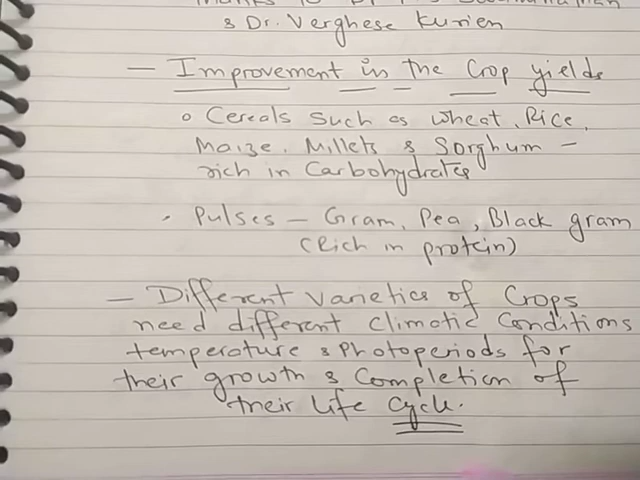 & Dr. Verghese Kurien
- Improvement in the Crop yields
o Cereals Such as wheat, Rice,
Maize, Millets & Sorghum -
rich in Carbohydrates
• Pulses - Gram, Pea, Black gram
(Rich in protein)
- Different varieties of Crops
need different Climatic Conditions
temperature & Photoperiods for
their growth & Completion of
their life Cycle.